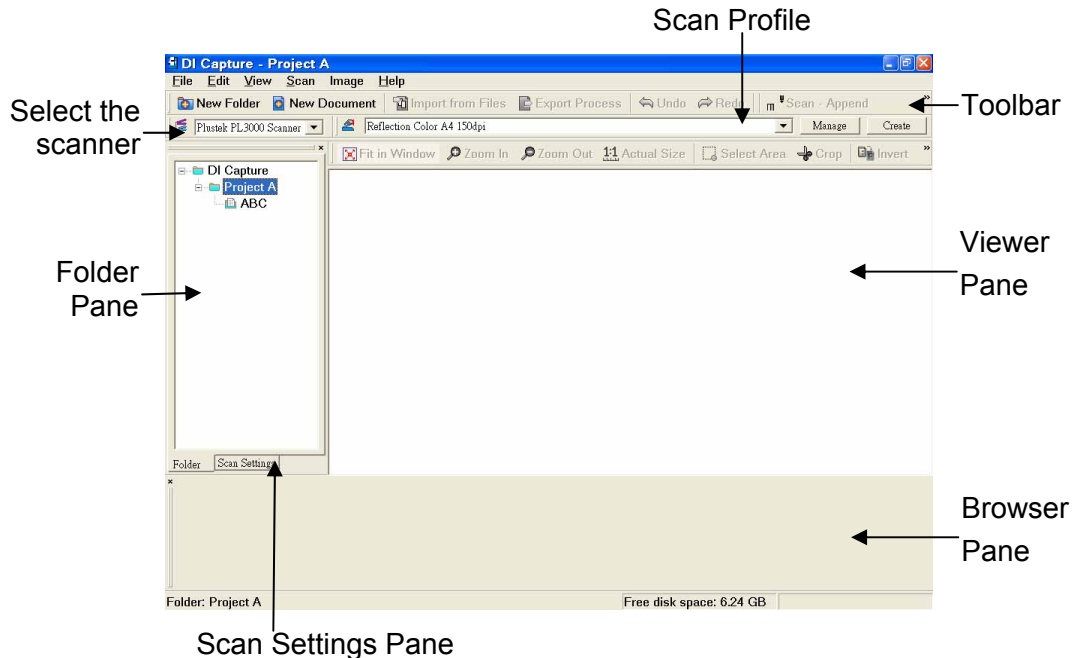 Scan Profile
DI Capture - Project A
File Edit View Scan Image Help
New Folder New Document Import from Files Export Process Undo Redo m Scan - Append »
Select the
scanner
Toolbar
Plustek PL3000 Scanner Reflection Color A4 150dpi Manage Create
Fit in Window Zoom In Zoom Out 1:1 Actual Size Select Area Crop Invert »
DI Capture
Project A
ABC
Viewer
Pane
Folder
Pane
Folder Scan Settings
Browser
Pane
Folder: Project A Free disk space: 6.24 GB
Scan Settings Pane